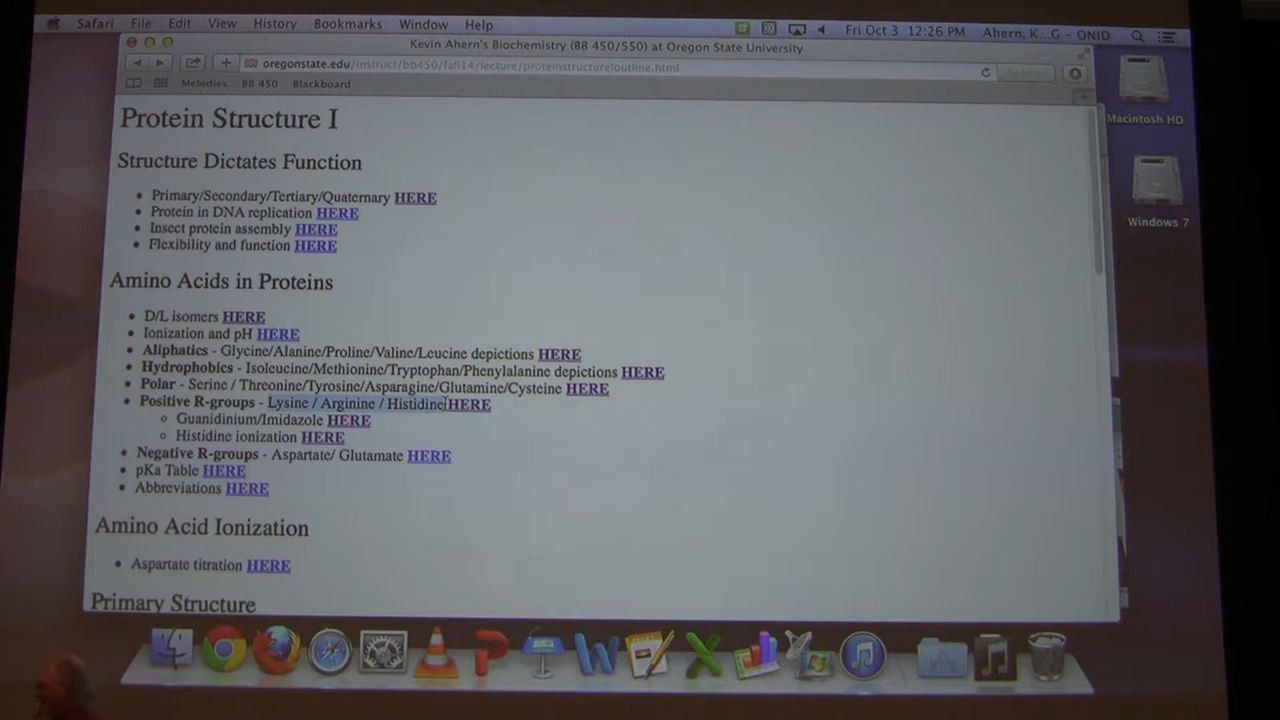 Safari File Edit View History Bookmarks Window Help Fri Oct 3 12:26 PM Ahern, K...G - ONID
Kevin Ahern's Biochemistry (BB 450/550) at Oregon State University
oregonstate.edu/instruct/bb450/fall14/lecture/proteinstructureloutline.html
Melodies BB 450 Blackboard
Protein Structure I
Macintosh HD
Structure Dictates Function
• Primary/Secondary/Tertiary/Quaternary HERE
• Protein in DNA replication HERE
Windows 7
• Insect protein assembly HERE
• Flexibility and function HERE
Amino Acids in Proteins
• D/L isomers HERE
• Ionization and pH HERE
• Aliphatics - Glycine/Alanine/Proline/Valine/Leucine depictions HERE
• Hydrophobics - Isoleucine/Methionine/Tryptophan/Phenylalanine depictions HERE
• Polar - Serine / Threonine/Tyrosine/Asparagine/Glutamine/Cysteine HERE
• Positive R-groups - Lysine / Arginine / Histidine HERE
◦ Guanidinium/Imidazole HERE
◦ Histidine ionization HERE
• Negative R-groups - Aspartate/ Glutamate HERE
• pKa Table HERE
• Abbreviations HERE
Amino Acid Ionization
• Aspartate titration HERE
Primary Structure